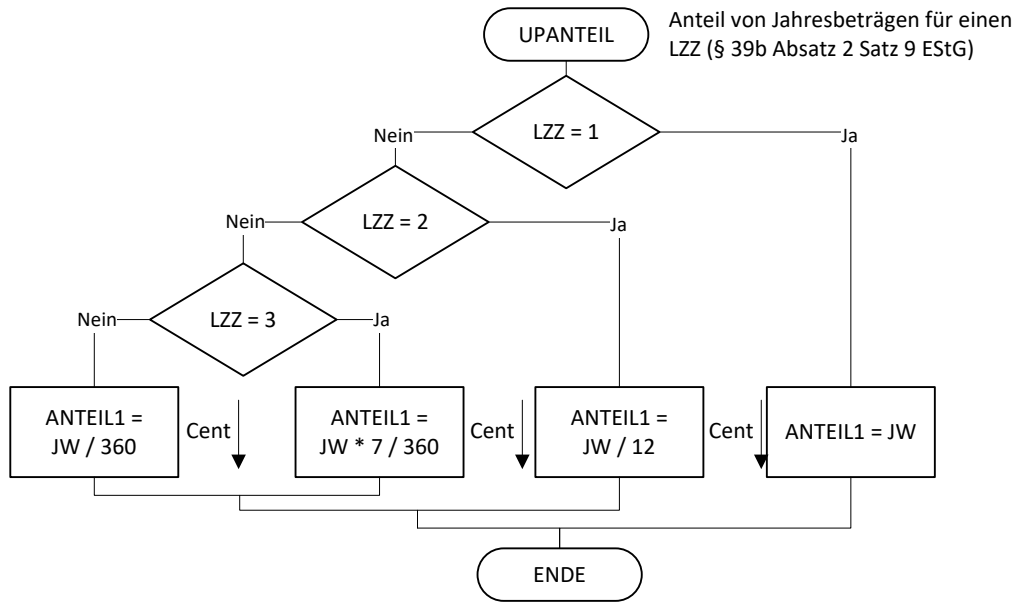 UPANTEIL
Anteil von Jahresbeträgen für einen
LZZ (§ 39b Absatz 2 Satz 9 EStG)
LZZ = 1
Nein
Ja
LZZ = 2
Nein
Ja
LZZ = 3
Nein
Ja
ANTEIL1 =
JW / 360
Cent
ANTEIL1 =
JW * 7 / 360
Cent
ANTEIL1 =
JW / 12
Cent
ANTEIL1 = JW
ENDE